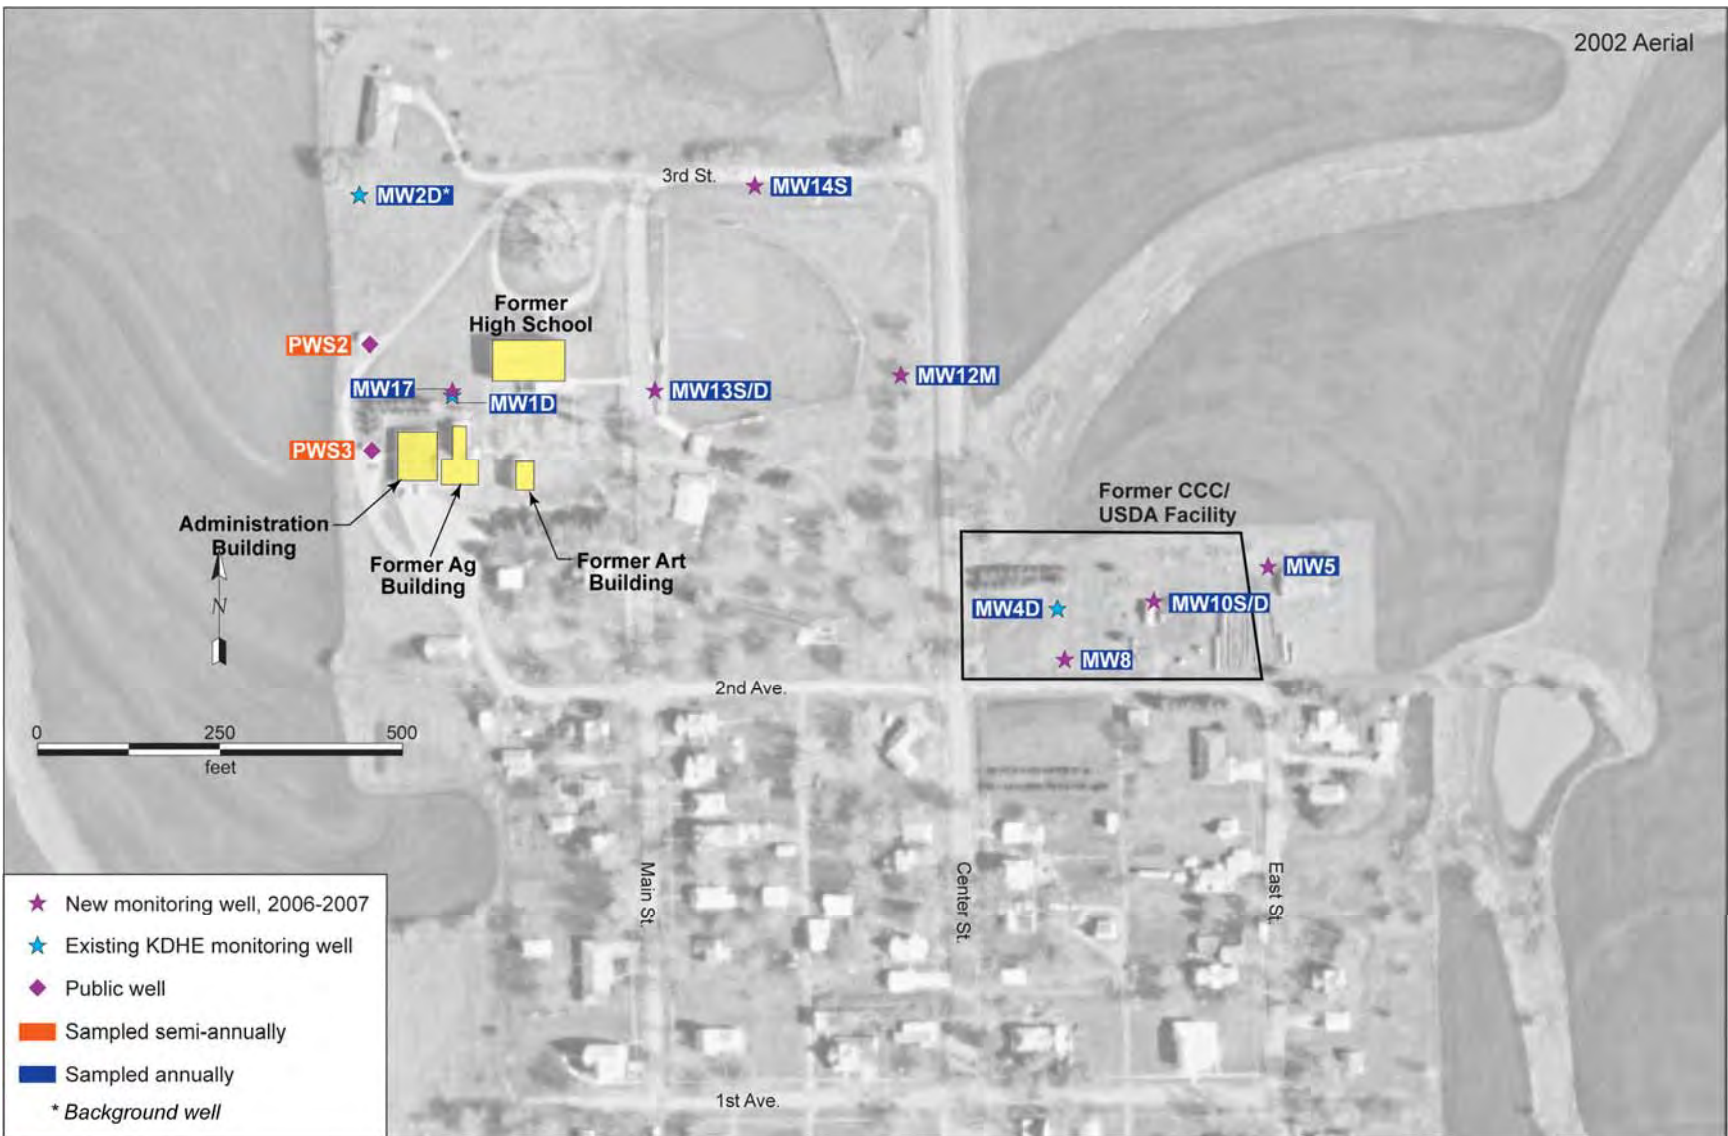 2002 Aerial
3rd St.
MW2D*
MW14S
Former
High School
PWS2
MW17
MW1D
MW13S/D
MW12M
PWS3
Administration
Building
Former Ag
Building
Former Art
Building
Former CCC/
USDA Facility
MW5
MW4D
MW10S/D
MW8
N
2nd Ave.
0 250 500
feet
Main St.
Center St.
East St.
New monitoring well, 2006-2007
Existing KDHE monitoring well
Public well
Sampled semi-annually
Sampled annually
* Background well
1st Ave.